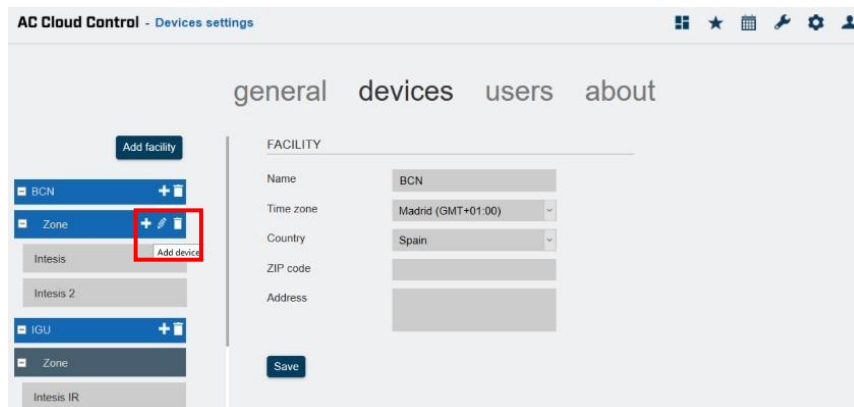 AC Cloud Control - Devices settings
general devices users about
Add facility
BCN
Zone
Add device
Intesis
Intesis 2
IGU
Zone
Intesis IR
FACILITY
Name BCN
Time zone Madrid (GMT+01:00)
Country Spain
ZIP code
Address
Save